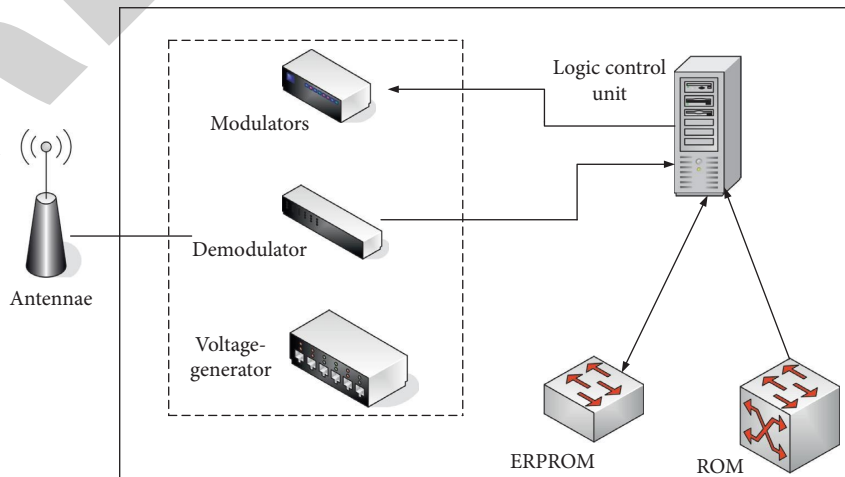 Logic control
unit
Modulators
Demodulator
Antennae
Voltage-
generator
ERPROM
ROM